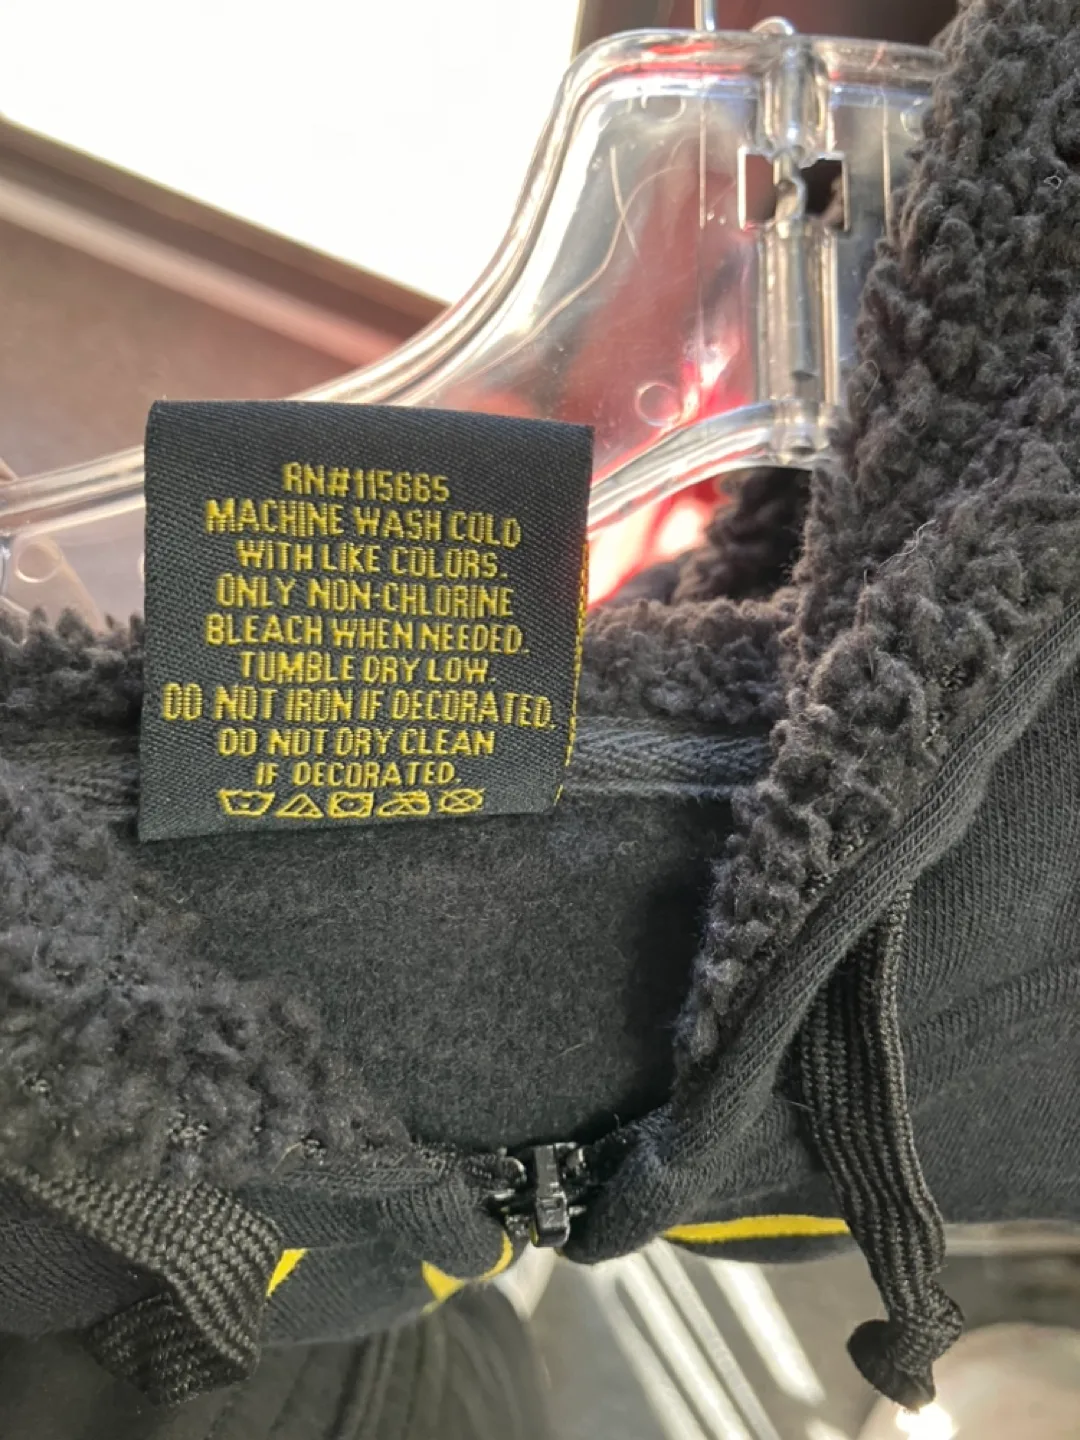 RN#115665
MACHINE WASH COLD
WITH LIKE COLORS.
ONLY NON-CHLORINE
BLEACH WHEN NEEDED.
TUMBLE DRY LOW.
DO NOT IRON IF DECORATED.
DO NOT DRY CLEAN
IF DECORATED.